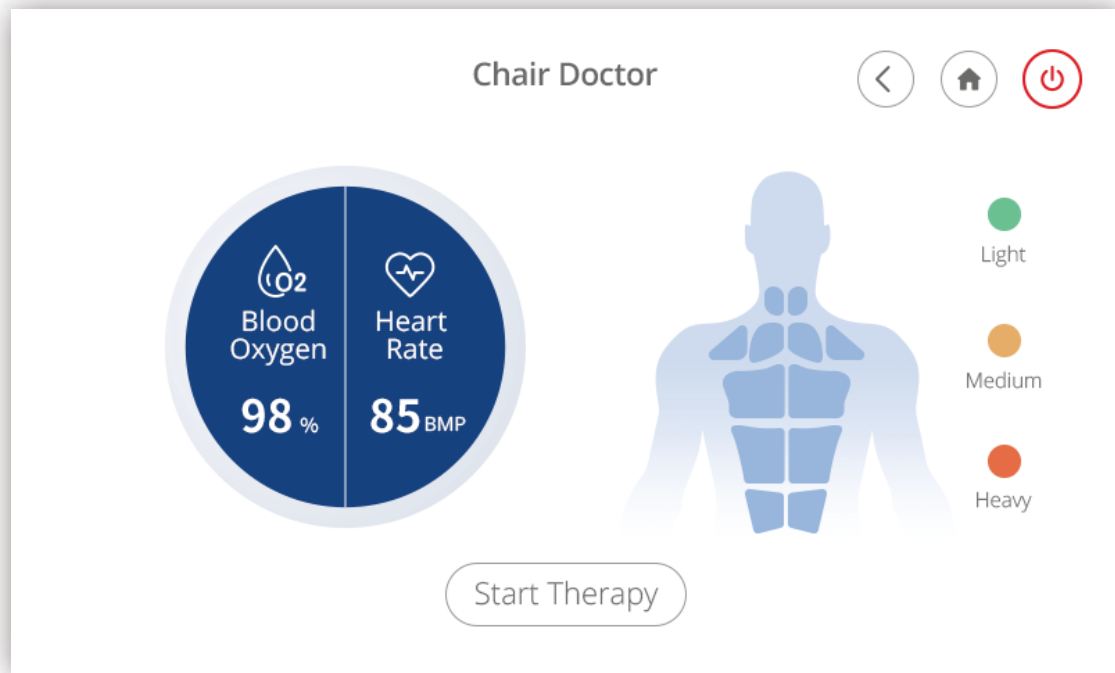 Chair Doctor
O2
Blood
Oxygen
98 %
Heart
Rate
85 BMP
Light
Medium
Heavy
Start Therapy